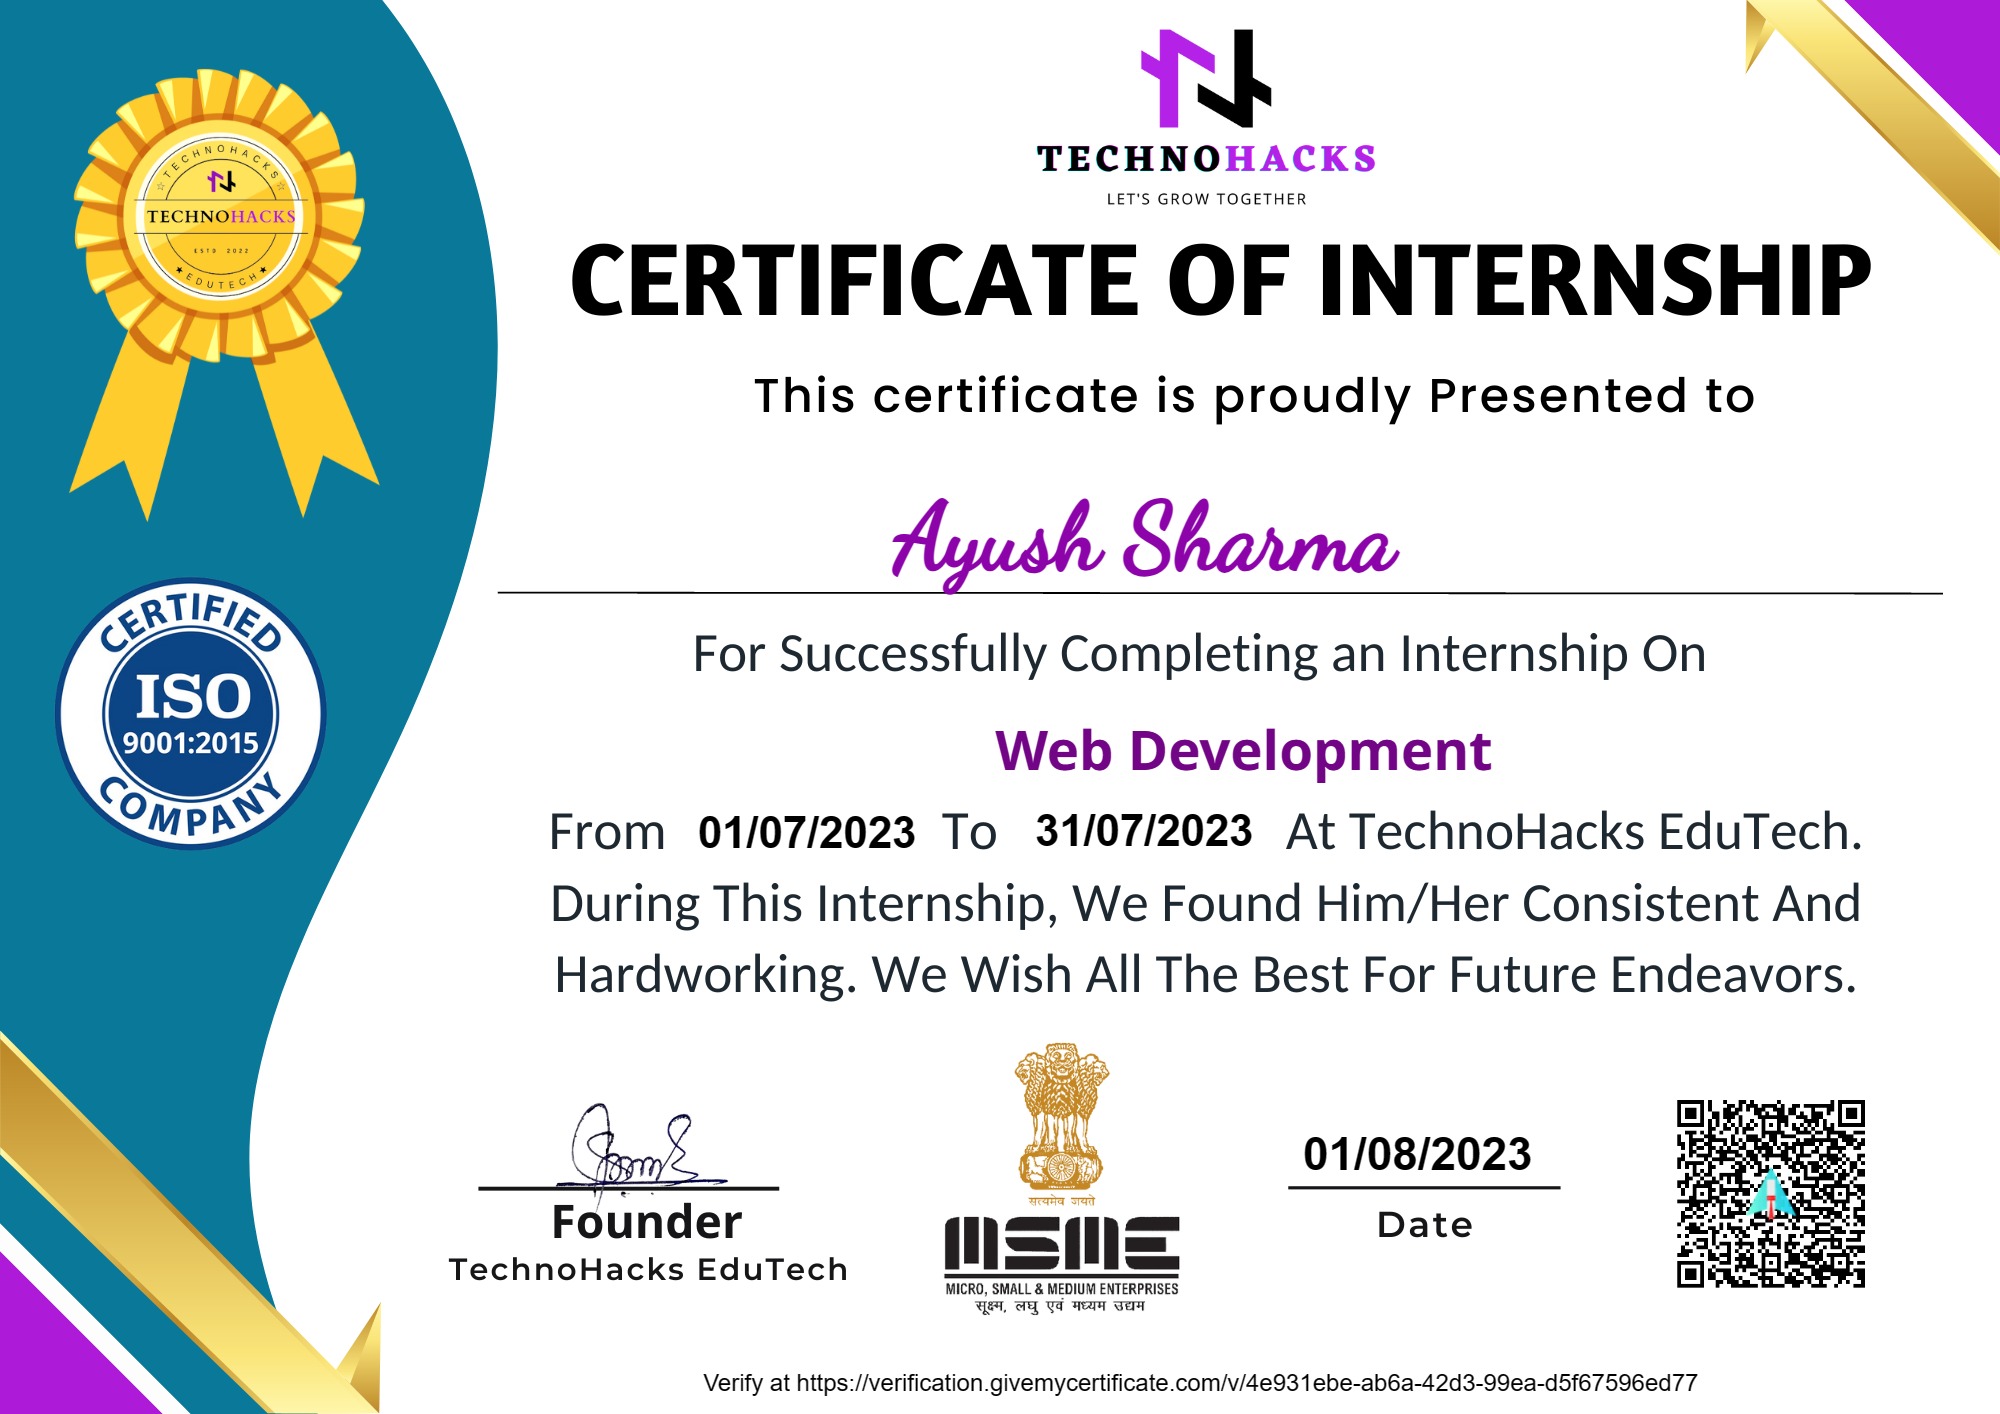 TECHNOHACKS
LET'S GROW TOGETHER
TECHNOHACKS
TECHNOHACKS
ESTD 2022
EDUTECH
CERTIFICATE OF INTERNSHIP
This certificate is proudly Presented to
Ayush Sharma
For Successfully Completing an Internship On
Web Development
From 01/07/2023 To 31/07/2023 At TechnoHacks EduTech.
During This Internship, We Found Him/Her Consistent And
Hardworking. We Wish All The Best For Future Endeavors.
CERTIFIED
ISO
9001:2015
COMPANY
Founder
TechnoHacks EduTech
सत्यमेव जयते
MSME
MICRO, SMALL & MEDIUM ENTERPRISES
सूक्ष्म, लघु एवं मध्यम उद्यम
01/08/2023
Date
Verify at https://verification.givemycertificate.com/v/4e931ebe-ab6a-42d3-99ea-d5f67596ed77